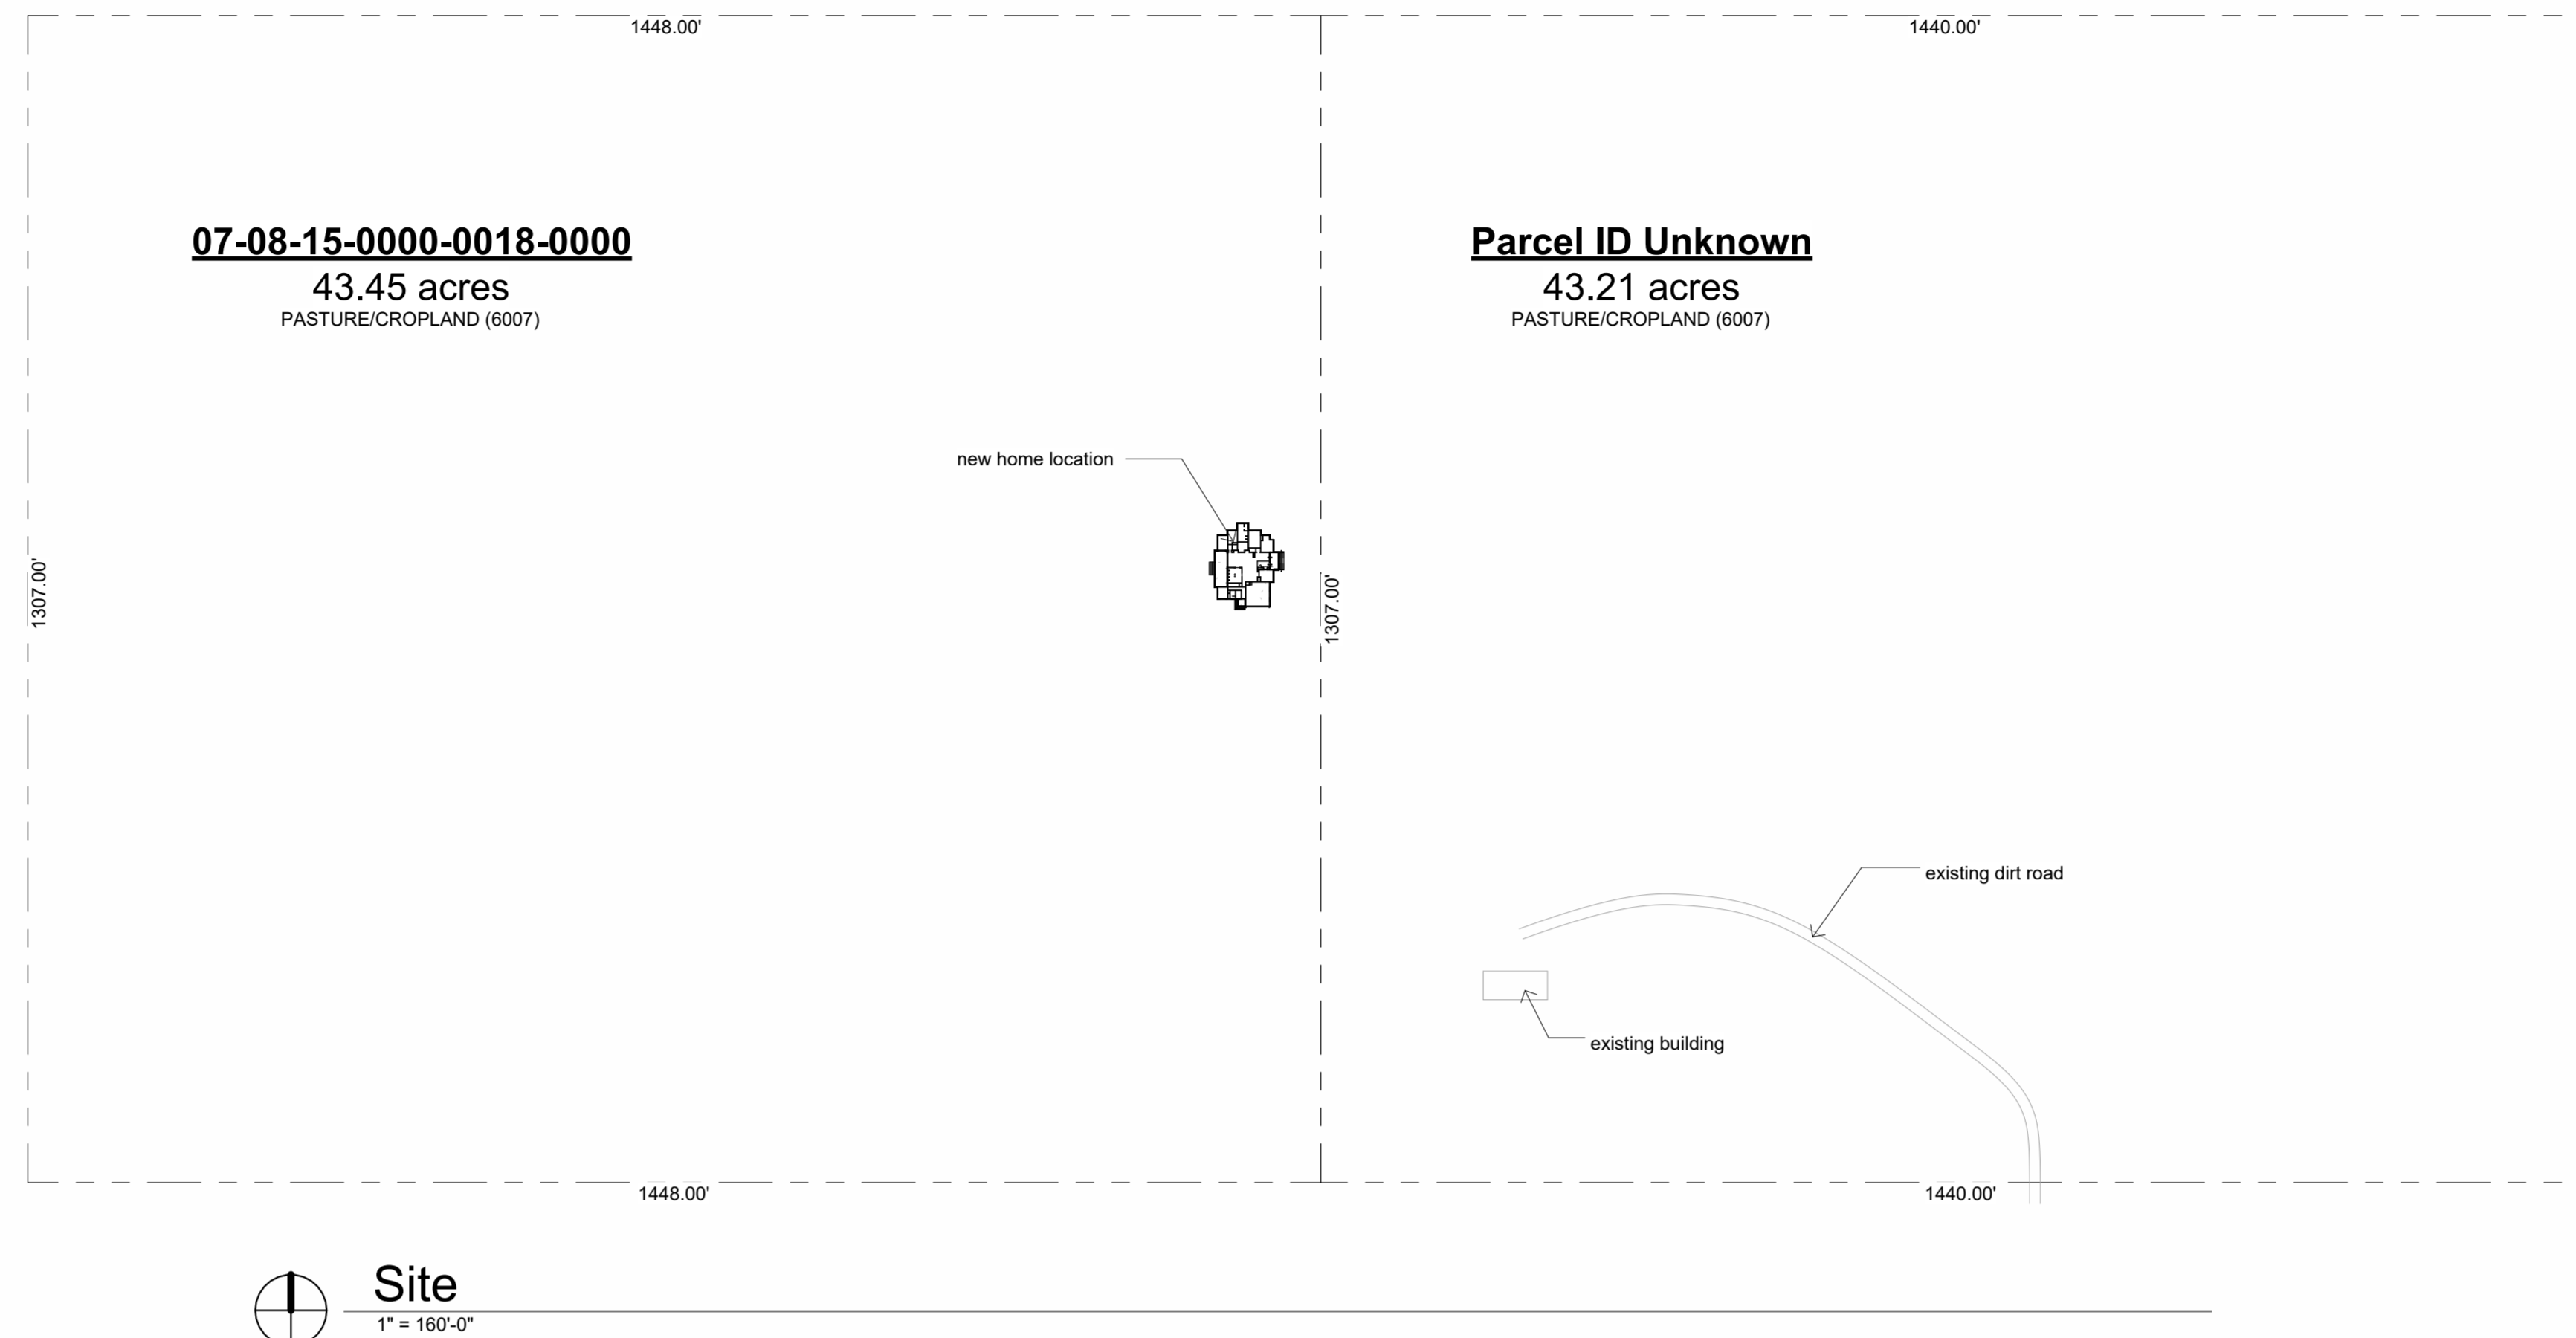 1448.00'
1440.00'
07-08-15-0000-0018-0000
43.45 acres
PASTURE/CROPLAND (6007)
Parcel ID Unknown
43.21 acres
PASTURE/CROPLAND (6007)
new home location
1307.00'
1307.00'
existing dirt road
existing building
1448.00'
1440.00'
Site
1" = 160'-0"